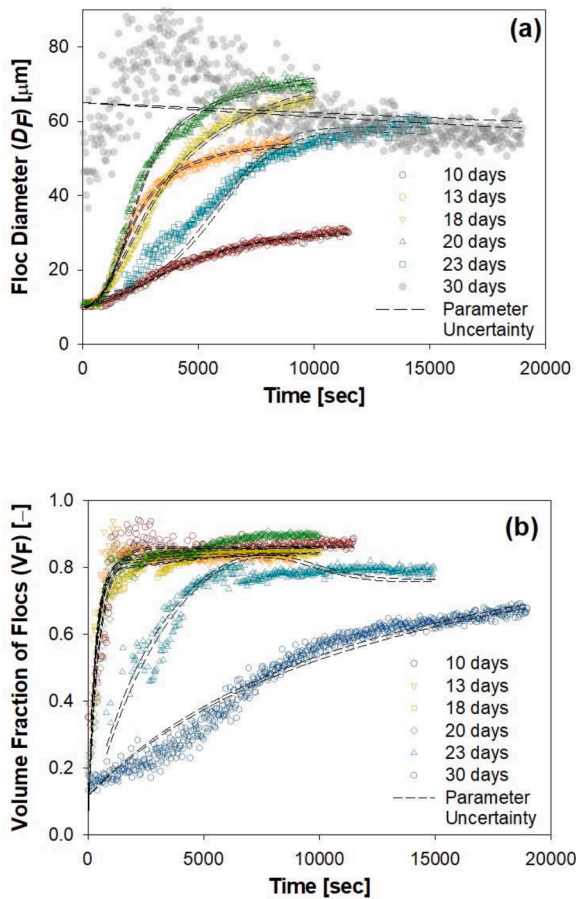 (a)
80
60
40
20
0
Floc Diameter (DF) [μm]
10 days
13 days
18 days
20 days
23 days
30 days
Parameter
Uncertainty
0 5000 10000 15000 20000
Time [sec]
(b)
1.0
0.8
0.6
0.4
0.2
0.0
Volume Fraction of Flocs (VF) [−]
10 days
13 days
18 days
20 days
23 days
30 days
Parameter
Uncertainty
0 5000 10000 15000 20000
Time [sec]